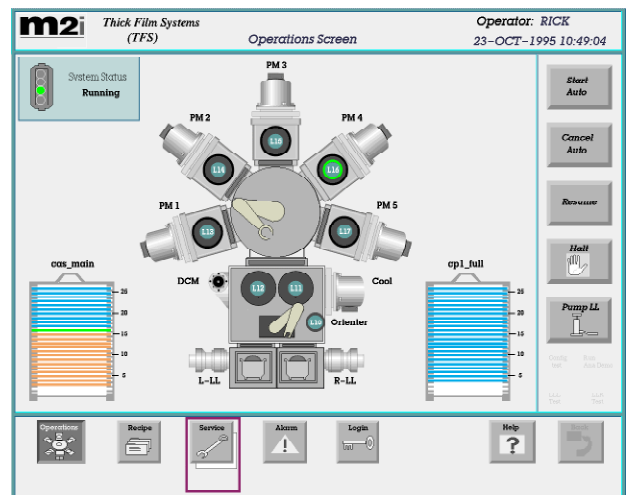 m2i
Thick Film Systems
(TFS)
Operations Screen
Operator: RICK
23-OCT-1995 10:49:04
System Status
Running
PM 3
PM 2
PM 4
PM 1
PM 5
L15
L14
L16
L13
L17
cas_main
DCM
L12
L11
Cool
cp1_full
L10
Orienter
L-LL
R-LL
25
20
15
10
5
25
20
15
10
5
Start
Auto
Cancel
Auto
Resume
Halt
Pump LL
Operations
Recipe
Service
Alarm
Login
Help